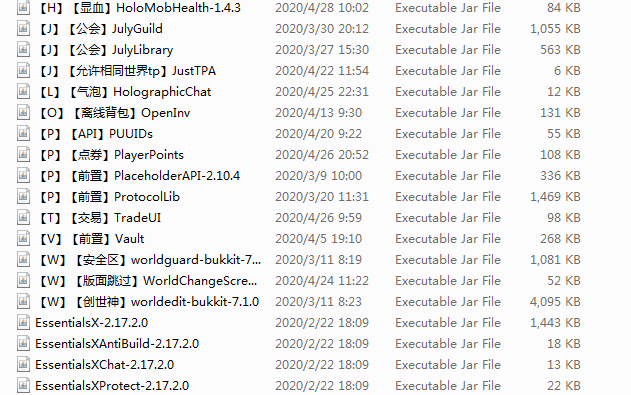 【H】【显血】HoloMobHealth-1.4.3 2020/4/28 10:02 Executable Jar File 84 KB
【J】【公会】JulyGuild 2020/3/30 20:12 Executable Jar File 1,055 KB
【J】【公会】JulyLibrary 2020/3/27 15:30 Executable Jar File 563 KB
【J】【允许相同世界tp】JustTPA 2020/4/22 11:54 Executable Jar File 6 KB
【L】【气泡】HolographicChat 2020/4/25 22:31 Executable Jar File 12 KB
【O】【离线背包】OpenInv 2020/4/13 9:30 Executable Jar File 131 KB
【P】【API】PUUIDs 2020/4/20 9:22 Executable Jar File 55 KB
【P】【点券】PlayerPoints 2020/4/26 20:52 Executable Jar File 108 KB
【P】【前置】PlaceholderAPI-2.10.4 2020/3/9 10:00 Executable Jar File 336 KB
【P】【前置】ProtocolLib 2020/3/20 11:31 Executable Jar File 1,469 KB
【T】【交易】TradeUI 2020/4/26 9:59 Executable Jar File 98 KB
【V】【前置】Vault 2020/4/5 19:10 Executable Jar File 268 KB
【W】【安全区】worldguard-bukkit-7... 2020/3/11 8:19 Executable Jar File 1,081 KB
【W】【版面跳过】WorldChangeScre... 2020/4/24 11:22 Executable Jar File 52 KB
【W】【创世神】worldedit-bukkit-7.1.0 2020/3/11 8:23 Executable Jar File 4,095 KB
EssentialsX-2.17.2.0 2020/2/22 18:09 Executable Jar File 1,443 KB
EssentialsXAntiBuild-2.17.2.0 2020/2/22 18:09 Executable Jar File 18 KB
EssentialsXChat-2.17.2.0 2020/2/22 18:09 Executable Jar File 13 KB
EssentialsXProtect-2.17.2.0 2020/2/22 18:09 Executable Jar File 22 KB